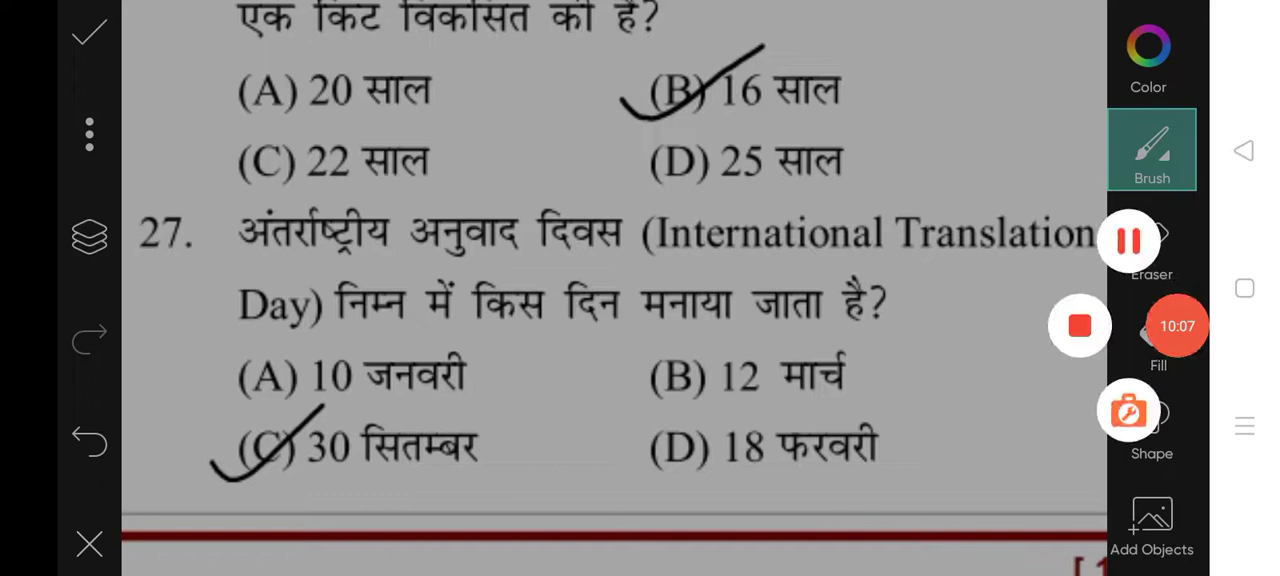 एक किट विकसित की है?
(A) 20 साल
(B) 16 साल
(C) 22 साल
(D) 25 साल
27. अंतर्राष्ट्रीय अनुवाद दिवस (International Translation
Day) निम्न में किस दिन मनाया जाता है?
(A) 10 जनवरी
(B) 12 मार्च
(C) 30 सितम्बर
(D) 18 फरवरी
Color
Brush
Eraser
10:07
Fill
Shape
Add Objects